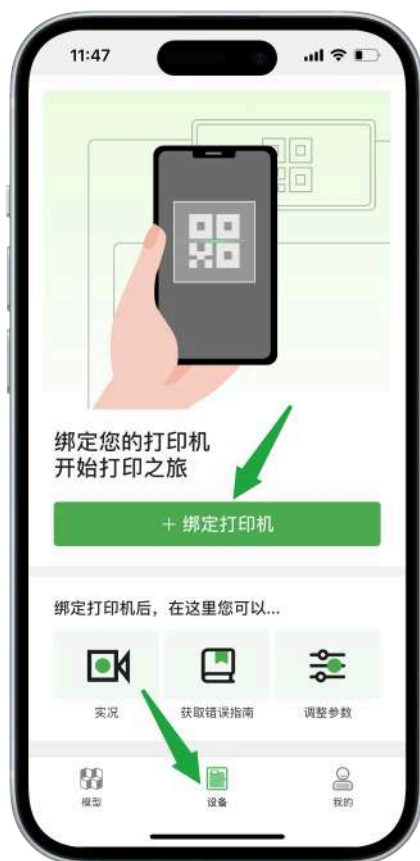 11:47
绑定您的打印机
开始打印之旅
+ 绑定打印机
绑定打印机后，在这里您可以...
实况
获取错误指南
调整参数
模型
设备
我的